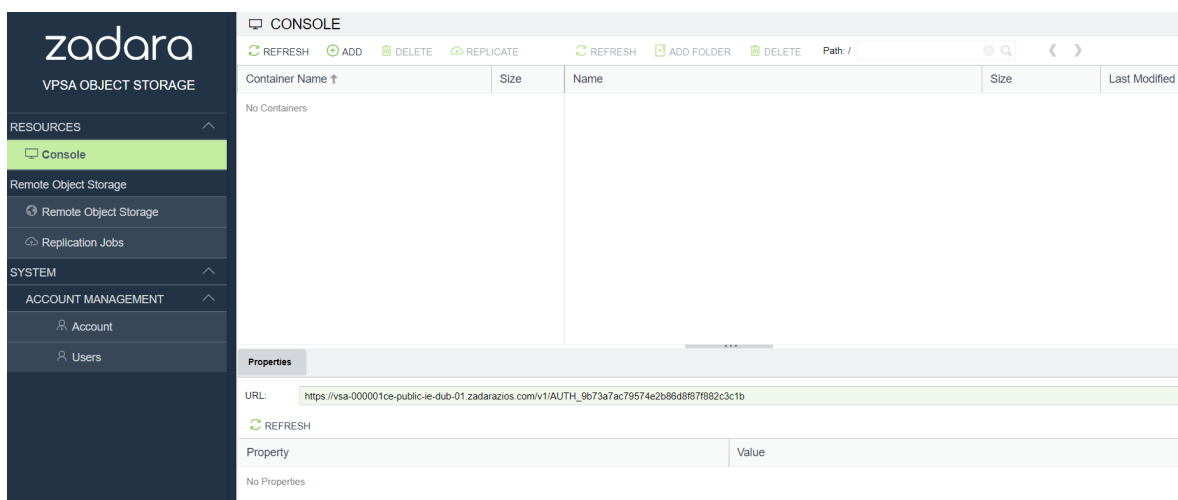 zadara
VPSA OBJECT STORAGE
RESOURCES
Console
Remote Object Storage
Remote Object Storage
Replication Jobs
SYSTEM
ACCOUNT MANAGEMENT
Account
Users
CONSOLE
REFRESH ADD DELETE REPLICATE REFRESH ADD FOLDER DELETE Path: /
Container Name Size Name Size Last Modified
No Containers
Properties
URL: https://vsa-000001ce-public-ie-dub-01.zadarazios.com/v1/AUTH_9b73a7ac79574e2b86d8f87f882c3c1b
REFRESH
Property Value
No Properties